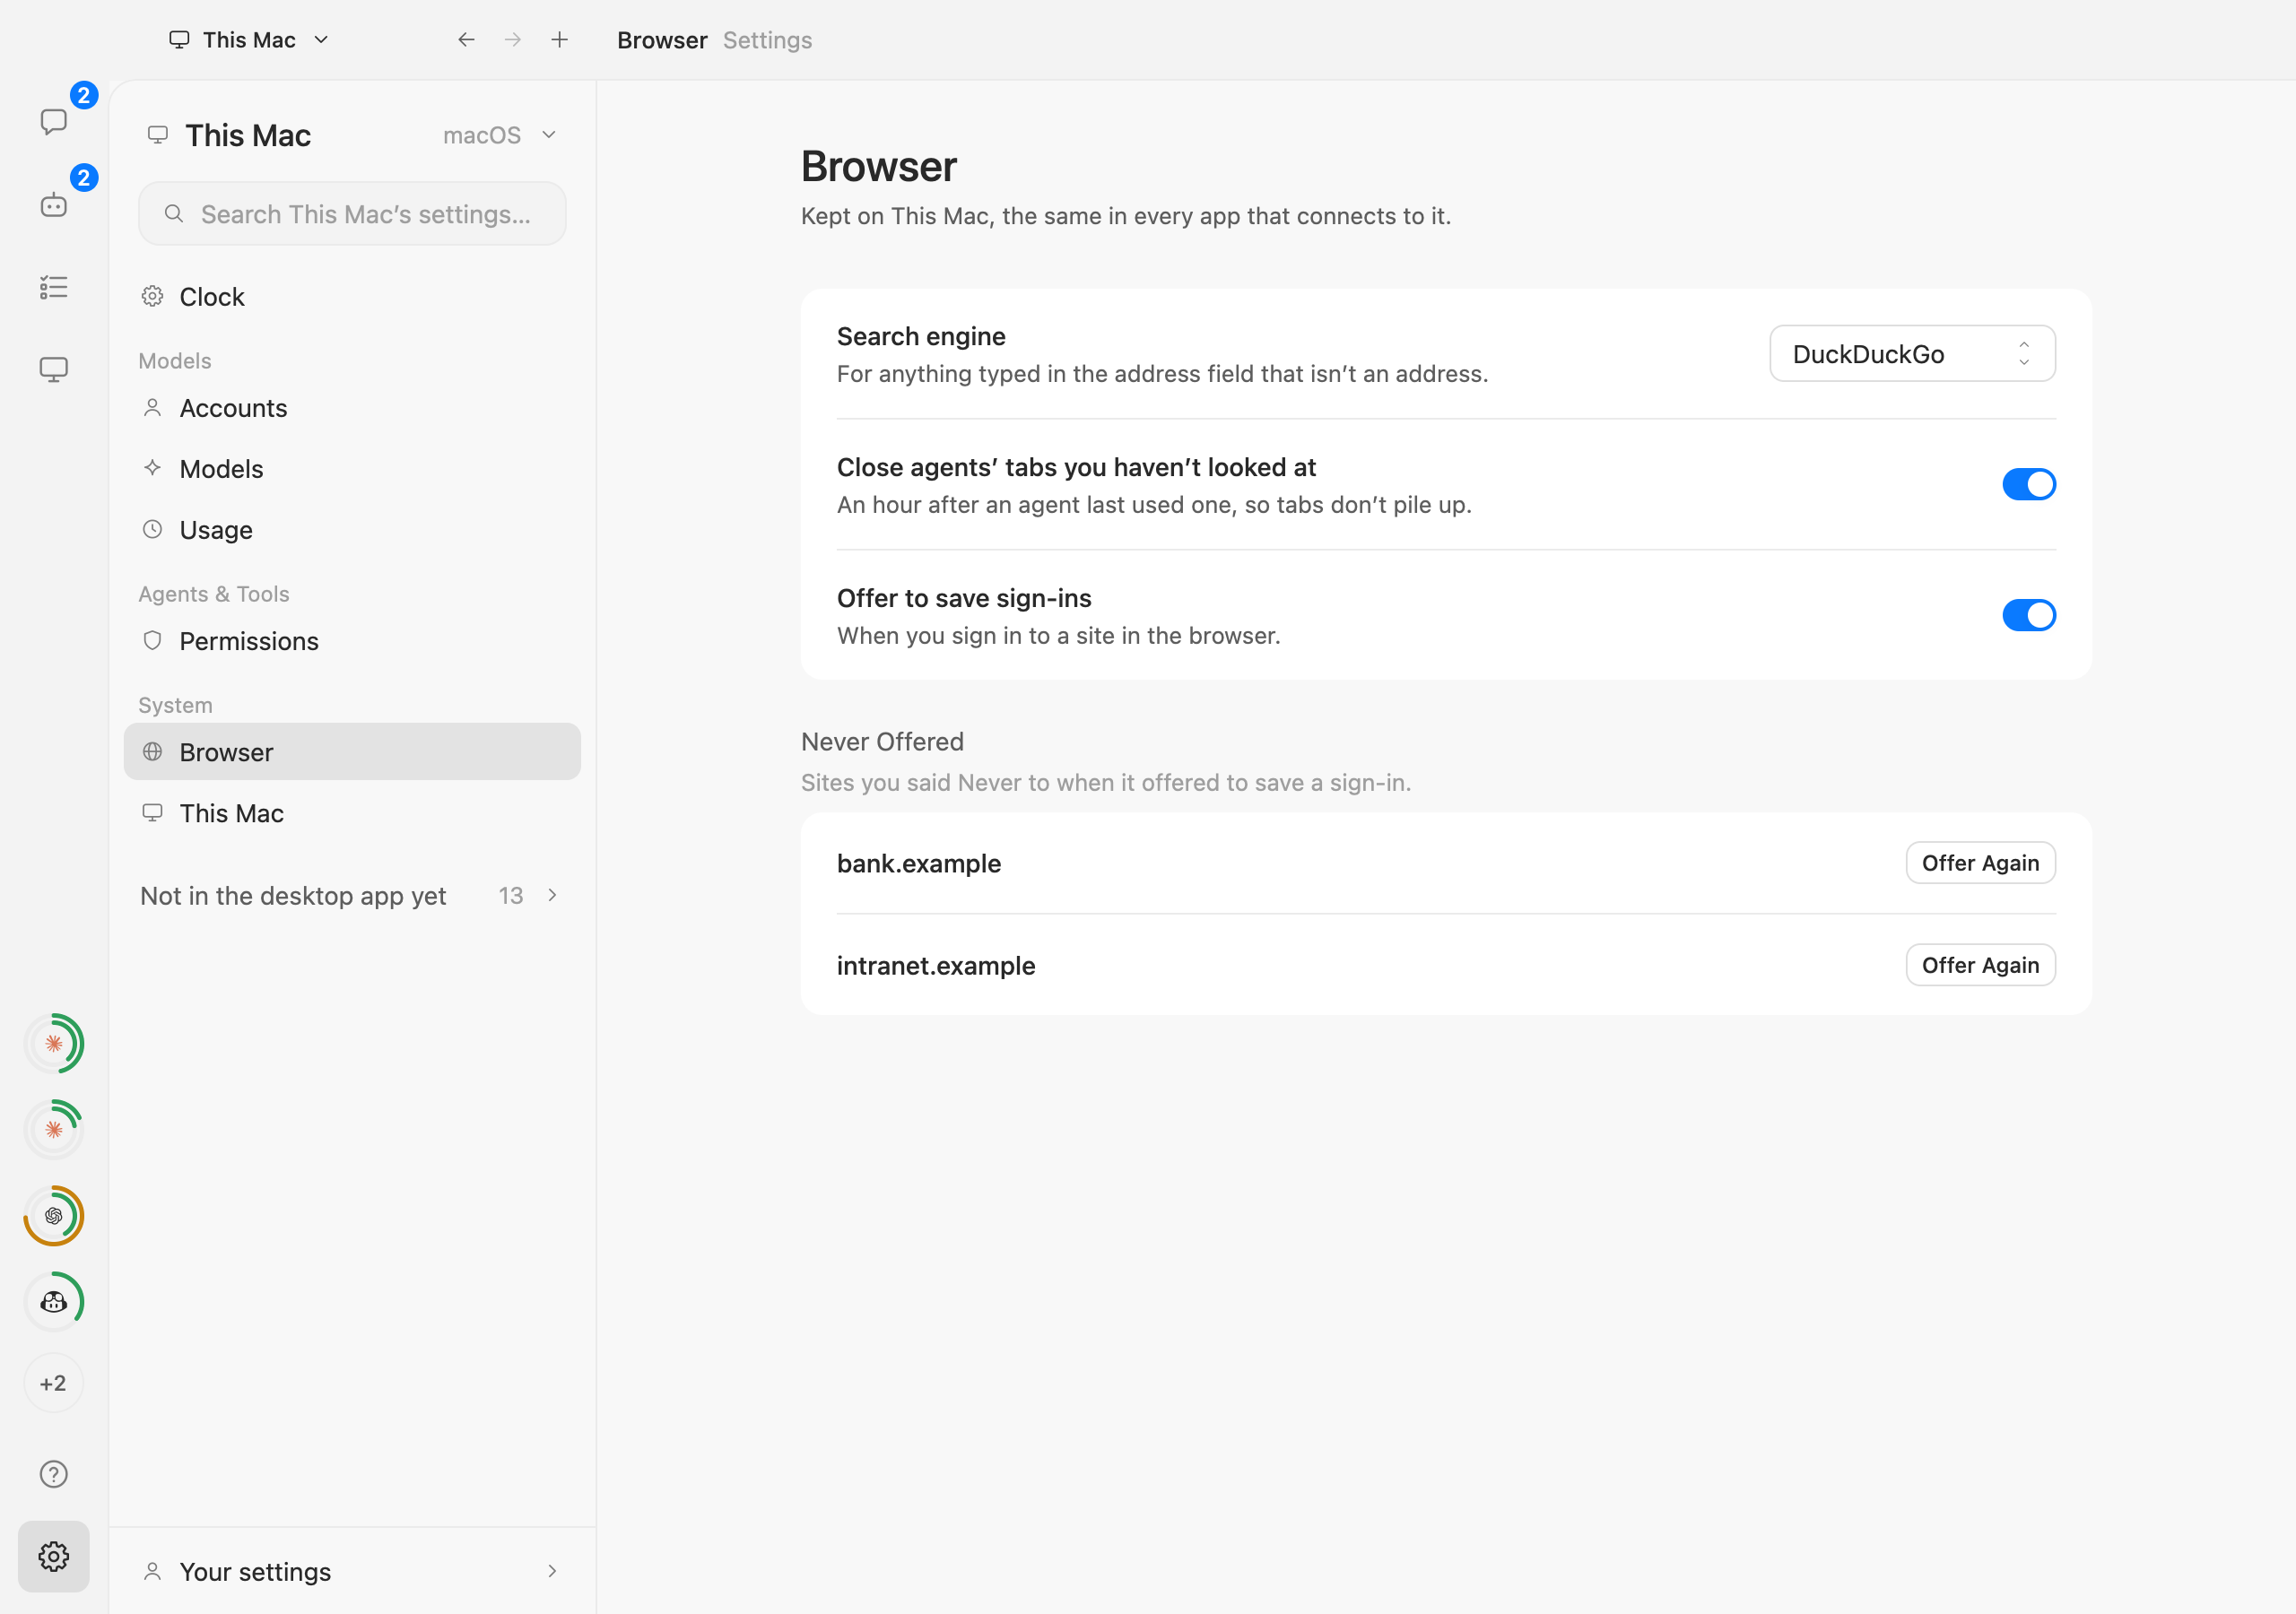 This Mac
Browser Settings
2
2
This Mac macOS
Search This Mac’s settings...
Clock
Models
Accounts
Models
Usage
Agents & Tools
Permissions
System
Browser
This Mac
Not in the desktop app yet 13
+2
Your settings
Browser
Kept on This Mac, the same in every app that connects to it.
Search engine
For anything typed in the address field that isn’t an address.
DuckDuckGo
Close agents’ tabs you haven’t looked at
An hour after an agent last used one, so tabs don’t pile up.
Offer to save sign-ins
When you sign in to a site in the browser.
Never Offered
Sites you said Never to when it offered to save a sign-in.
bank.example
Offer Again
intranet.example
Offer Again